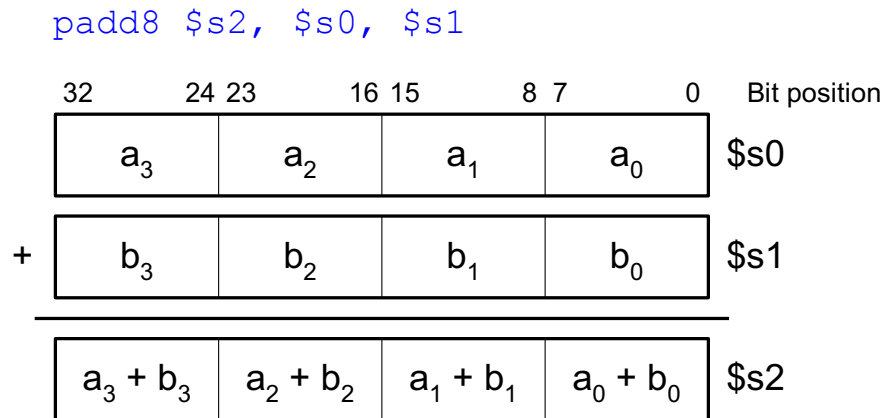 padd8 $s2, $s0, $s1
32 24 23 16 15 8 7 0 Bit position
a₃ a₂ a₁ a₀ $s0
+ b₃ b₂ b₁ b₀ $s1
a₃ + b₃ a₂ + b₂ a₁ + b₁ a₀ + b₀ $s2